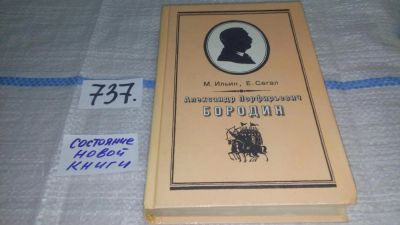 737.
Состояние
новой
книги
М. Ильин, Е. Сегал
Александр Порфирьевич
БОРОДИН